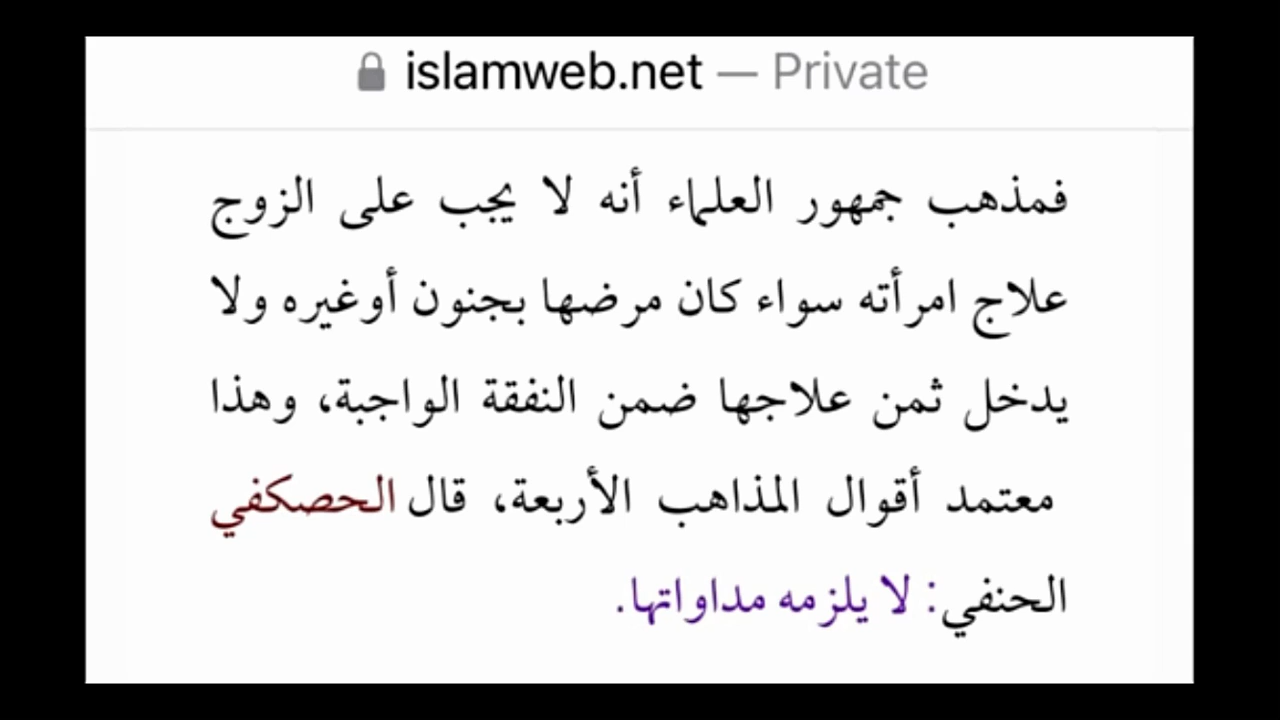 islamweb.net — Private
فمذهب جمهور العلماء أنه لا يجب على الزوج
علاج امرأته سواء كان مرضها بجنون أوغيره ولا
يدخل ثمن علاجها ضمن النفقة الواجبة، وهذا
معتمد أقوال المذاهب الأربعة، قال الحصكفي
الحنفي: لا يلزمه مداواتها.